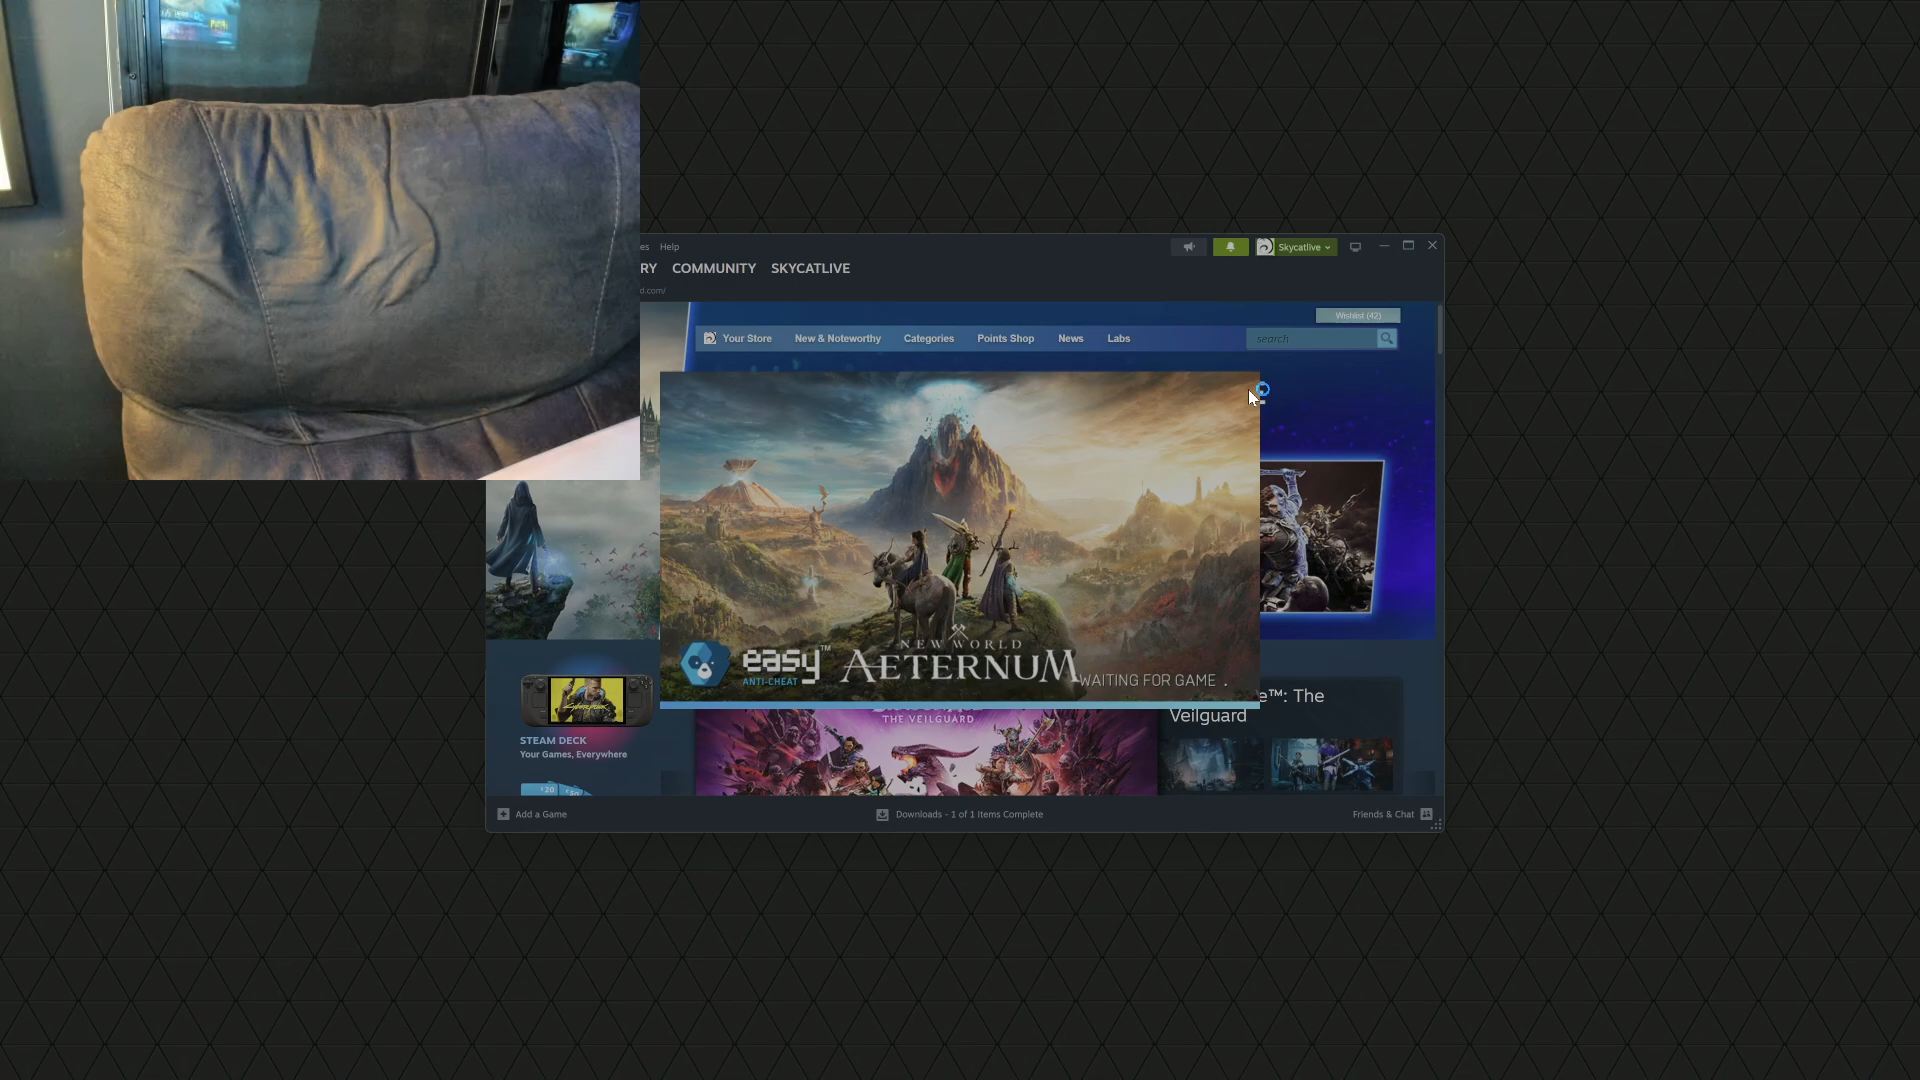 es Help
Skycatlive
RY COMMUNITY SKYCATLIVE
d.com/
Wishlist (42)
Your Store New & Noteworthy Categories Points Shop News Labs
search
NEW WORLD
AETERNUM
easy™
ANTI-CHEAT
WAITING FOR GAME .
THE VEILGUARD
e™: The
Veilguard
STEAM DECK
Your Games, Everywhere
Add a Game
Downloads - 1 of 1 Items Complete
Friends & Chat